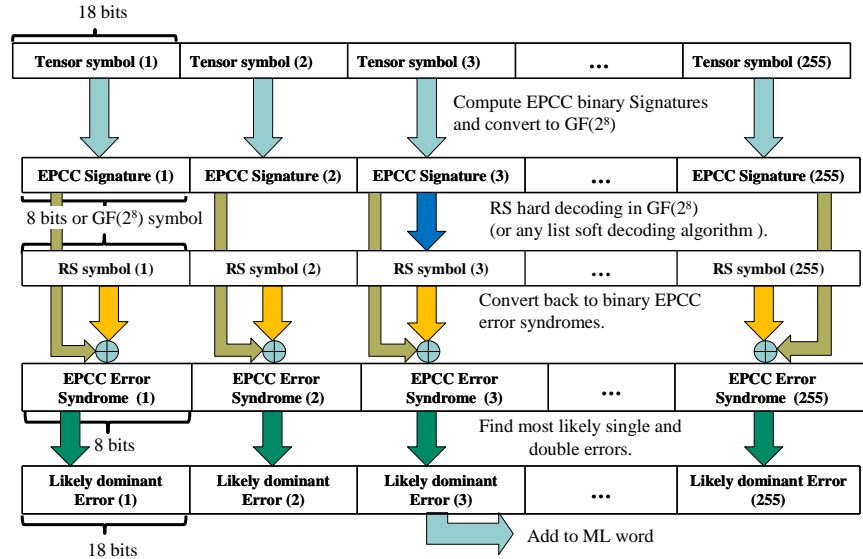 18 bits
Tensor symbol (1) Tensor symbol (2) Tensor symbol (3) ... Tensor symbol (255)
Compute EPCC binary Signatures
and convert to GF(2⁸)
EPCC Signature (1) EPCC Signature (2) EPCC Signature (3) ... EPCC Signature (255)
8 bits or GF(2⁸) symbol
RS hard decoding in GF(2⁸)
(or any list soft decoding algorithm ).
RS symbol (1) RS symbol (2) RS symbol (3) ... RS symbol (255)
Convert back to binary EPCC
error syndromes.
EPCC Error EPCC Error EPCC Error ... EPCC Error
Syndrome (1) Syndrome (2) Syndrome (3) Syndrome (255)
8 bits
Find most likely single and
double errors.
Likely dominant Likely dominant Likely dominant ... Likely dominant Error
Error (1) Error (2) Error (3) (255)
18 bits
Add to ML word